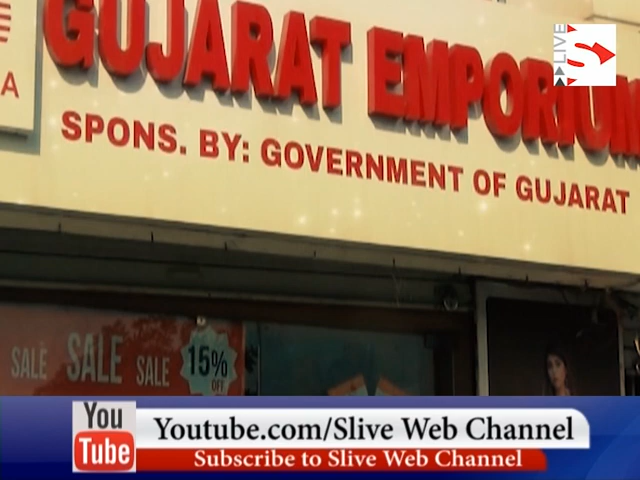 GUJARAT EMPORIUM
SPONS. BY: GOVERNMENT OF GUJARAT
E
A
LIVE
S
SALE SALE SALE 15%
OFF
You
Tube
Youtube.com/Slive Web Channel
Subscribe to Slive Web Channel